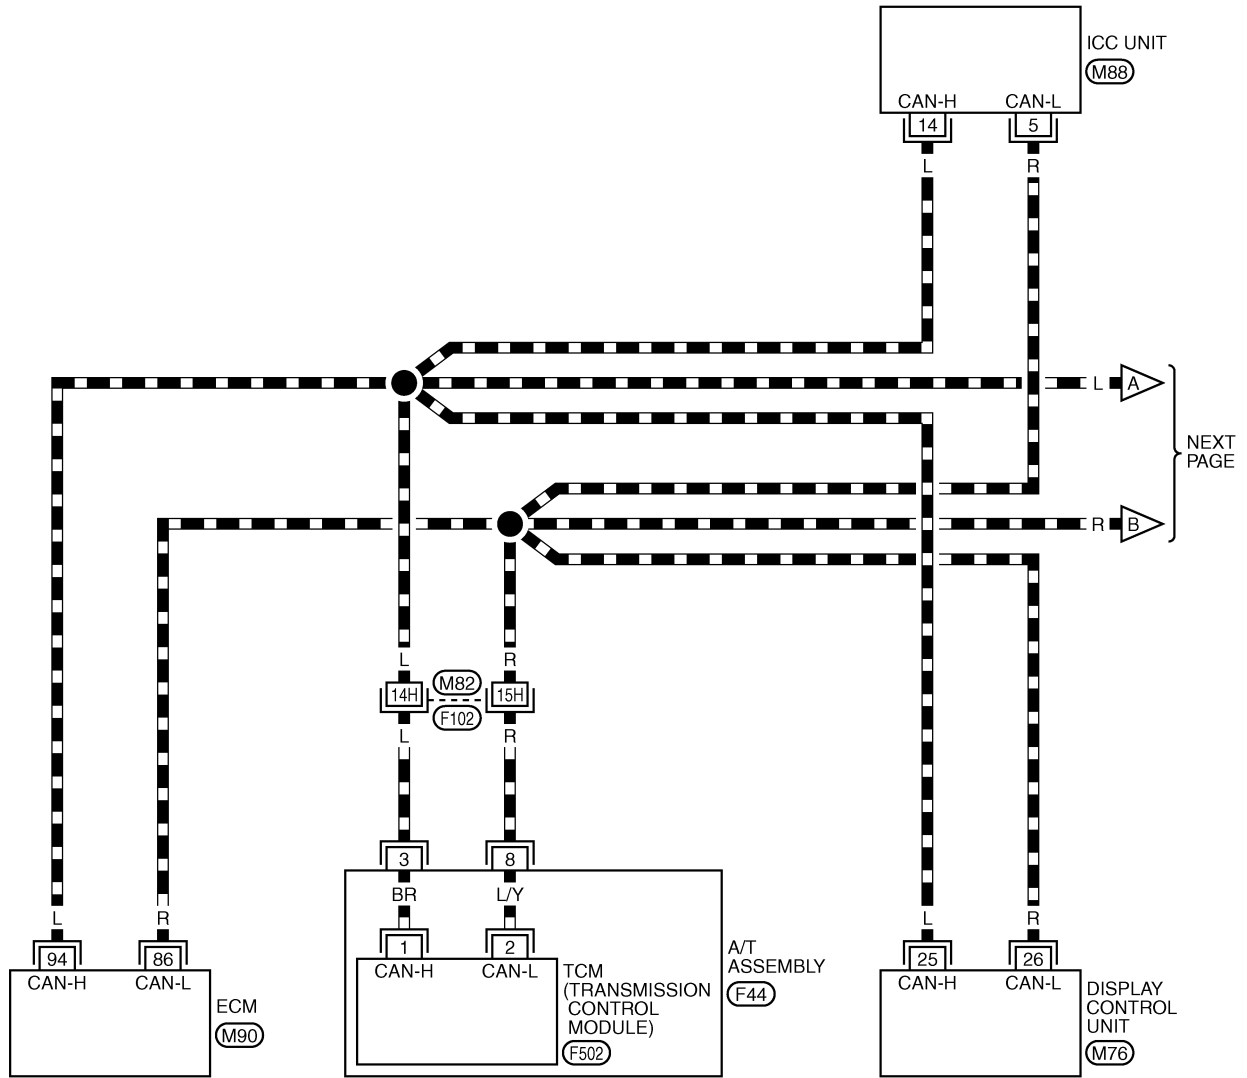 ICC UNIT
M88
CAN-H CAN-L
14 5
L R
L A
NEXT
PAGE
R B
L R
14H M82 15H
F102
L R
3 8
BR L/Y
L R L R
94 86 1 2 25 26
CAN-H CAN-L CAN-H CAN-L CAN-H CAN-L
ECM
M90
TCM
(TRANSMISSION
CONTROL
MODULE)
F502
A/T
ASSEMBLY
F44
DISPLAY
CONTROL
UNIT
M76